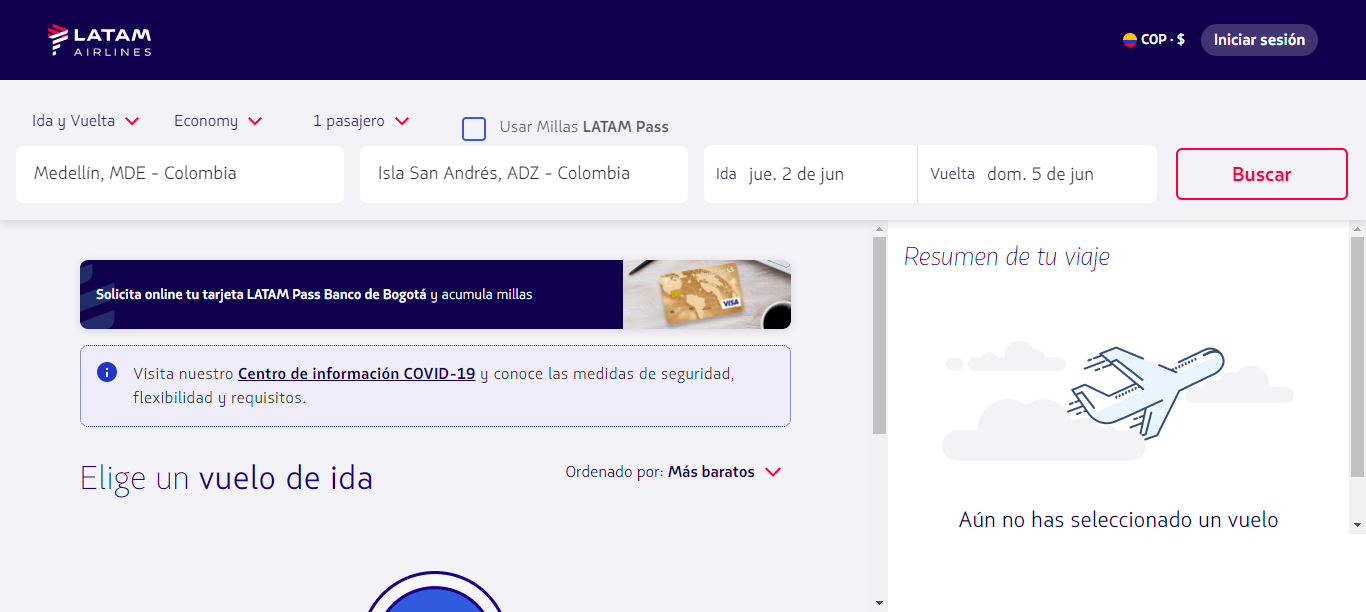 LATAM
AIRLINES
COP · $
Iniciar sesión
Ida y Vuelta
Economy
1 pasajero
Usar Millas LATAM Pass
Medellín, MDE - Colombia
Isla San Andrés, ADZ - Colombia
Ida jue. 2 de jun
Vuelta dom. 5 de jun
Buscar
Solicita online tu tarjeta LATAM Pass Banco de Bogotá y acumula millas
VISA
Visita nuestro Centro de información COVID-19 y conoce las medidas de seguridad,
flexibilidad y requisitos.
Elige un vuelo de ida
Ordenado por: Más baratos
Resumen de tu viaje
Aún no has seleccionado un vuelo